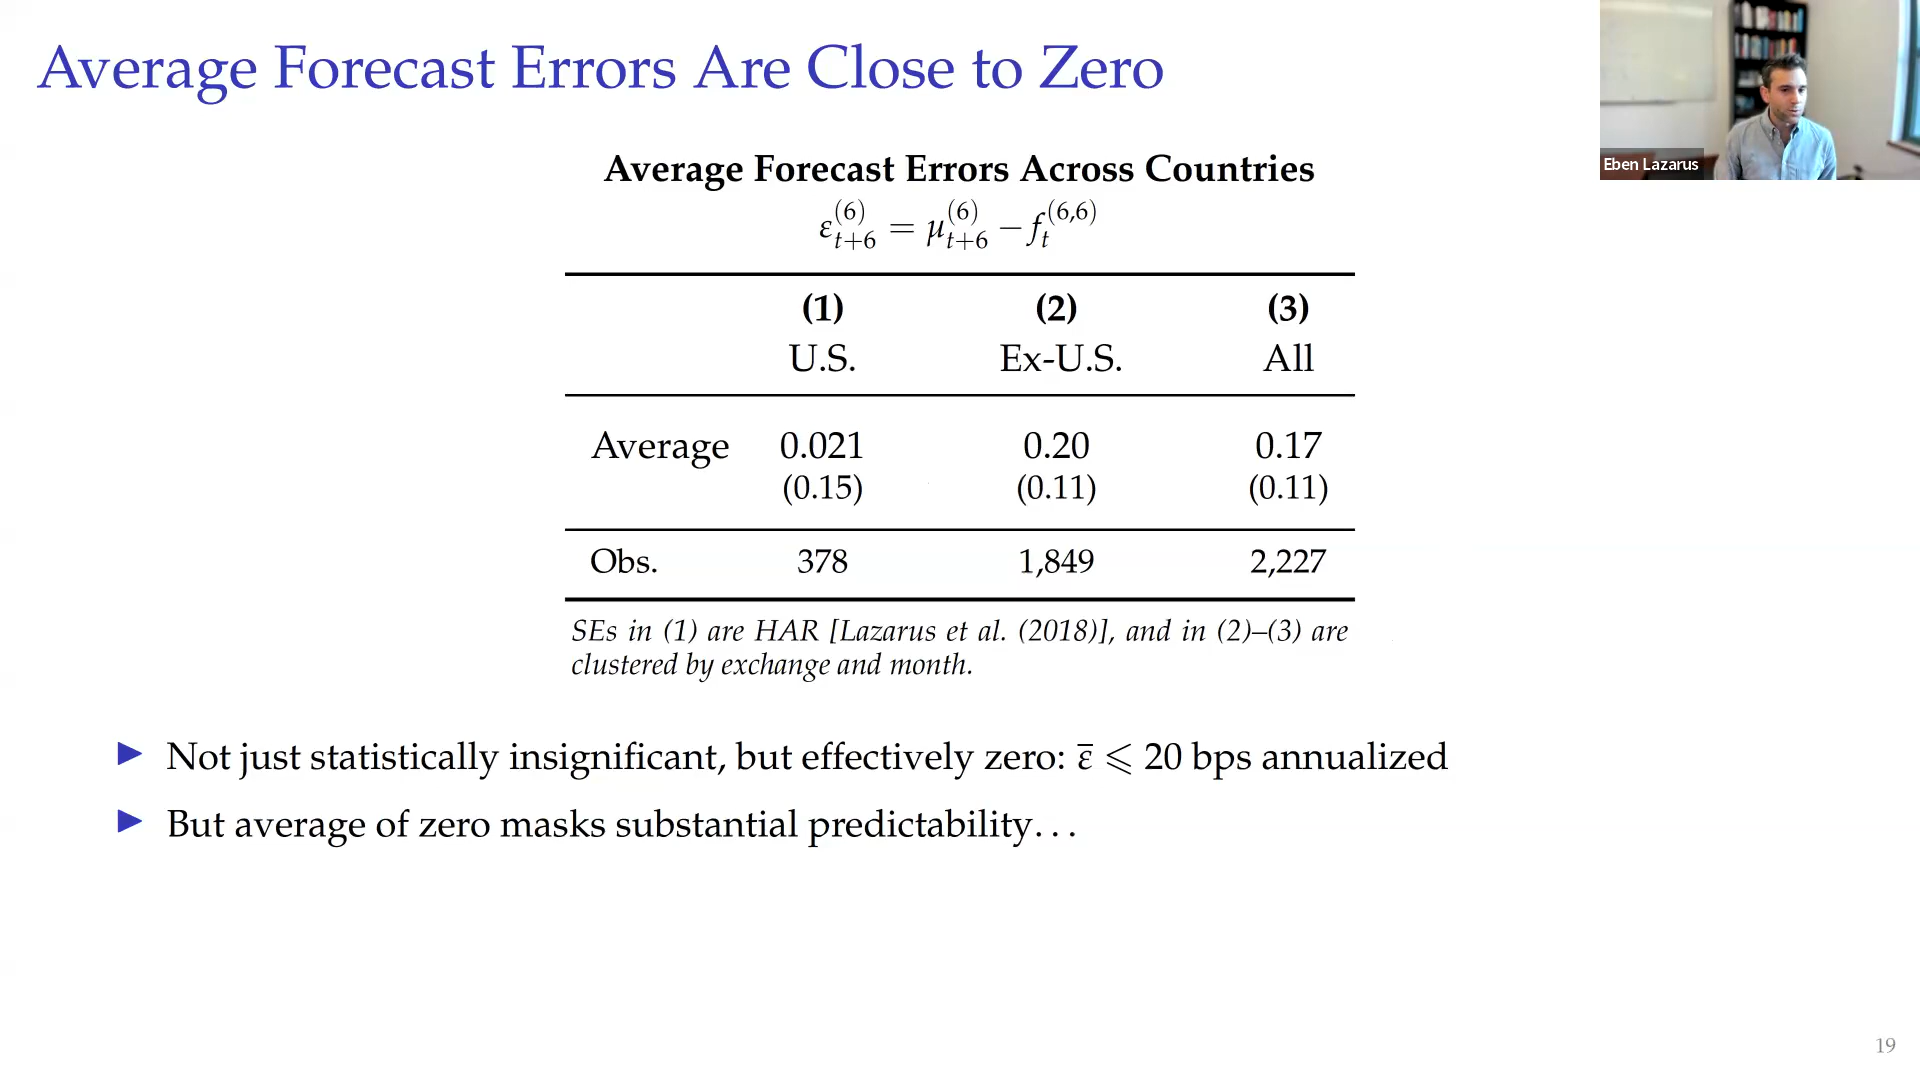 Average Forecast Errors Are Close to Zero
Eben Lazarus
Average Forecast Errors Across Countries
ε_{t+6}^{(6)} = μ_{t+6}^{(6)} − f_t^{(6,6)}
(1) (2) (3)
U.S. Ex-U.S. All
Average 0.021 0.20 0.17
(0.15) (0.11) (0.11)
Obs. 378 1,849 2,227
SEs in (1) are HAR [Lazarus et al. (2018)], and in (2)–(3) are
clustered by exchange and month.
▶ Not just statistically insignificant, but effectively zero: ε̄ ⩽ 20 bps annualized
▶ But average of zero masks substantial predictability...
19